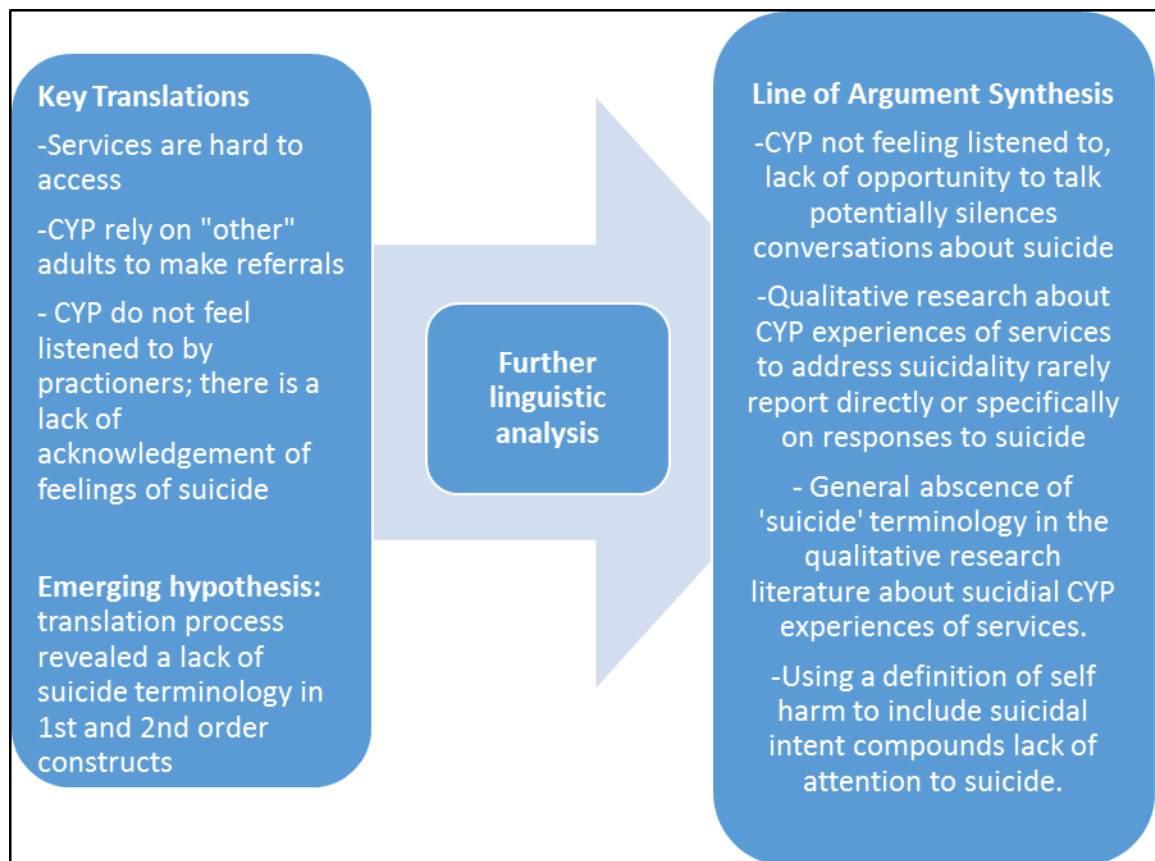 Key Translations
-Services are hard to
access
-CYP rely on "other"
adults to make referrals
- CYP do not feel
listened to by
practioners; there is a
lack of
acknowledgement of
feelings of suicide
Emerging hypothesis:
translation process
revealed a lack of
suicide terminology in
1st and 2nd order
constructs
Further
linguistic
analysis
Line of Argument Synthesis
-CYP not feeling listened to,
lack of opportunity to talk
potentially silences
conversations about suicide
-Qualitative research about
CYP experiences of services
to address suicidality rarely
report directly or specifically
on responses to suicide
- General abscence of
'suicide' terminology in the
qualitative research
literature about sucidial CYP
experiences of services.
-Using a definition of self
harm to include suicidal
intent compounds lack of
attention to suicide.